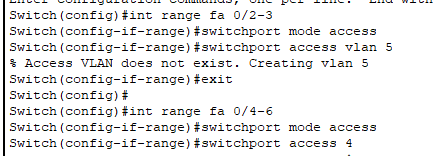 Enter configuration commands, one per line. End with
Switch(config)#int range fa 0/2-3
Switch(config-if-range)#switchport mode access
Switch(config-if-range)#switchport access vlan 5
% Access VLAN does not exist. Creating vlan 5
Switch(config-if-range)#exit
Switch(config)#
Switch(config)#int range fa 0/4-6
Switch(config-if-range)#switchport mode access
Switch(config-if-range)#switchport access 4